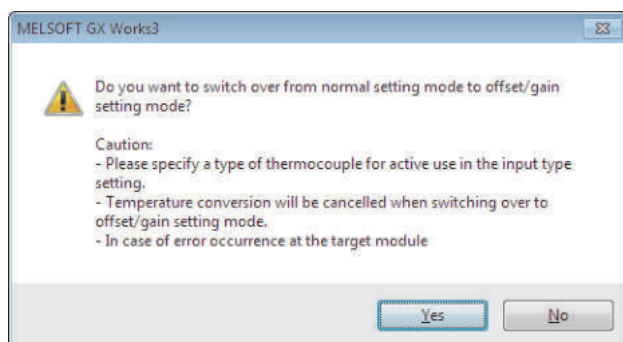 MELSOFT GX Works3
Do you want to switch over from normal setting mode to offset/gain
setting mode?
Caution:
- Please specify a type of thermocouple for active use in the input type
setting.
- Temperature conversion will be cancelled when switching over to
offset/gain setting mode.
- In case of error occurrence at the target module
Yes
No